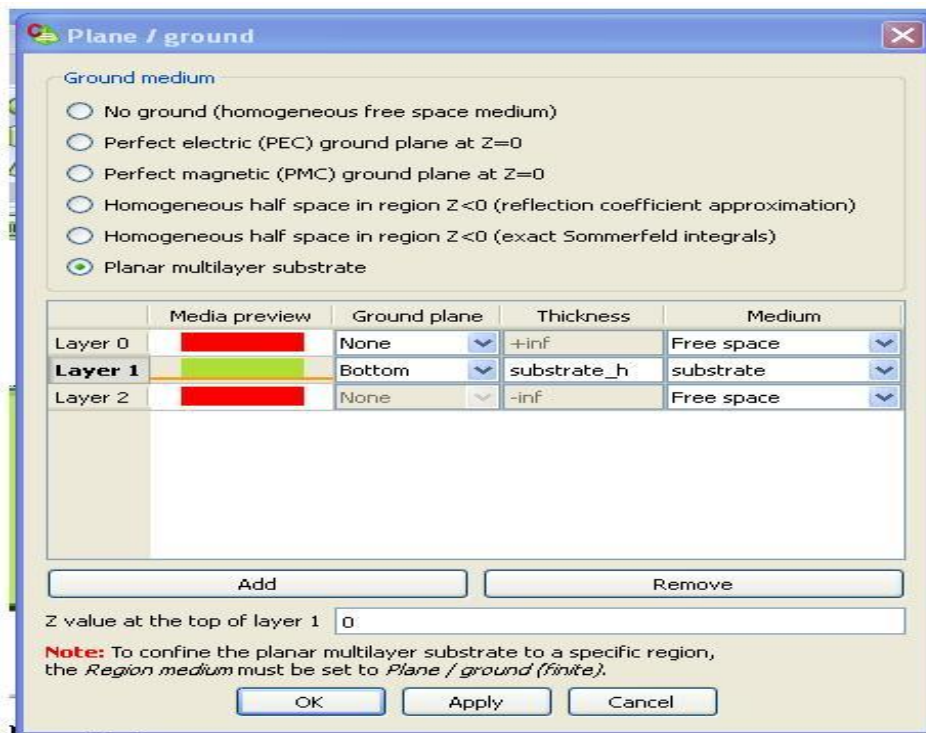 Plane / ground
Ground medium
No ground (homogeneous free space medium)
Perfect electric (PEC) ground plane at Z=0
Perfect magnetic (PMC) ground plane at Z=0
Homogeneous half space in region Z<0 (reflection coefficient approximation)
Homogeneous half space in region Z<0 (exact Sommerfeld integrals)
Planar multilayer substrate
Media preview Ground plane Thickness Medium
Layer 0 None +inf Free space
Layer 1 Bottom substrate_h substrate
Layer 2 None -inf Free space
Add Remove
Z value at the top of layer 1 0
Note: To confine the planar multilayer substrate to a specific region,
the Region medium must be set to Plane / ground (finite).
OK Apply Cancel